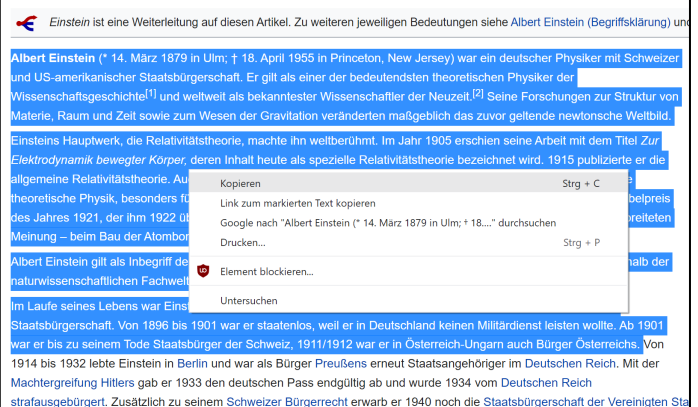 Einstein ist eine Weiterleitung auf diesen Artikel. Zu weiteren jeweiligen Bedeutungen siehe Albert Einstein (Begriffsklärung) und
Albert Einstein (* 14. März 1879 in Ulm; † 18. April 1955 in Princeton, New Jersey) war ein deutscher Physiker mit Schweizer
und US-amerikanischer Staatsbürgerschaft. Er gilt als einer der bedeutendsten theoretischen Physiker der
Wissenschaftsgeschichte[1] und weltweit als bekanntester Wissenschaftler der Neuzeit.[2] Seine Forschungen zur Struktur von
Materie, Raum und Zeit sowie zum Wesen der Gravitation veränderten maßgeblich das zuvor geltende newtonsche Weltbild.
Einsteins Hauptwerk, die Relativitätstheorie, machte ihn weltberühmt. Im Jahr 1905 erschien seine Arbeit mit dem Titel Zur
Elektrodynamik bewegter Körper, deren Inhalt heute als spezielle Relativitätstheorie bezeichnet wird. 1915 publizierte er die
allgemeine Relativitätstheorie.
theoretische Physik, besonders
des Jahres 1921, der ihm 1922
Meinung – beim Bau der
Albert Einstein gilt als Inbegriff
halb der
naturwissenschaftlichen
Im Laufe seines Lebens war
Kopieren Strg + C
Link zum markierten Text kopieren
Google nach "Albert Einstein (* 14. März 1879 in Ulm; † 18...." durchsuchen
Drucken... Strg + P
Element blockieren...
Untersuchen
Staatsbürgerschaft. Von 1896 bis 1901 war er staatenlos, weil er in Deutschland keinen Militärdienst leisten wollte. Ab 1901
war er bis zu seinem Tode Staatsbürger der Schweiz, 1911/1912 war er in Österreich-Ungarn auch Bürger Österreichs. Von
1914 bis 1932 lebte Einstein in Berlin und war als Bürger Preußens erneut Staatsangehöriger im Deutschen Reich. Mit der
Machtergreifung Hitlers gab er 1933 den deutschen Pass endgültig ab und wurde 1934 vom Deutschen Reich
strafausgebürgert. Zusätzlich zu seinem Schweizer Bürgerrecht erwarb er 1940 noch die Staatsbürgerschaft der Vereinigten Sta